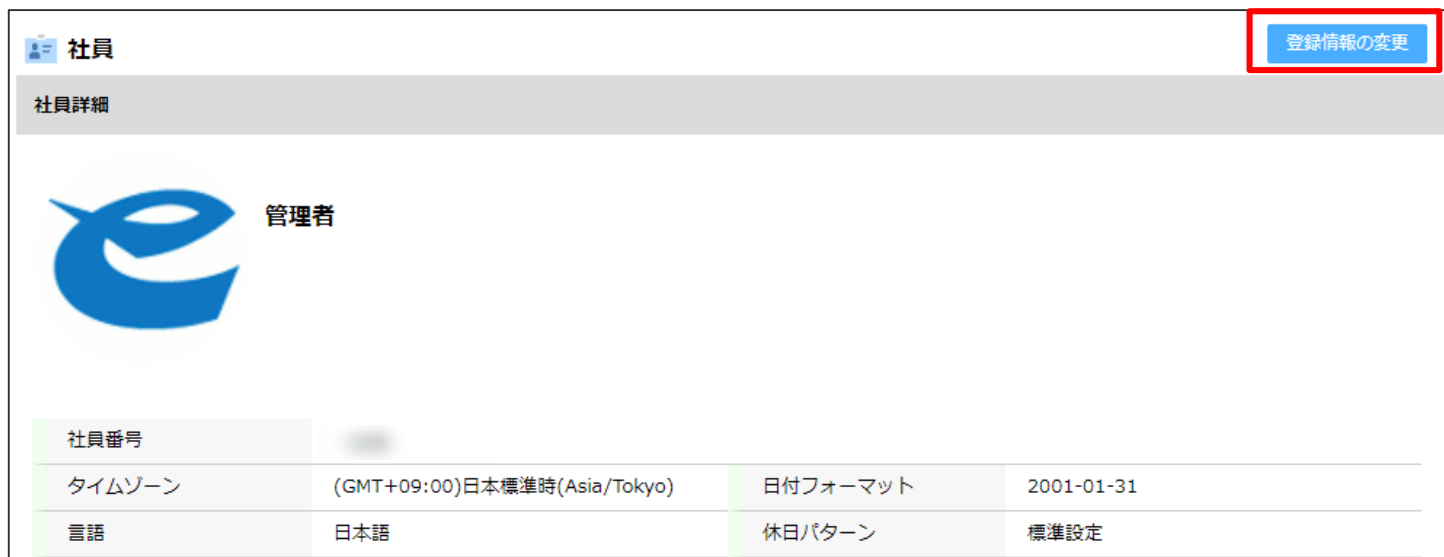 社員
登録情報の変更
社員詳細
管理者
社員番号
タイムゾーン (GMT+09:00)日本標準時(Asia/Tokyo) 日付フォーマット 2001-01-31
言語 日本語 休日パターン 標準設定